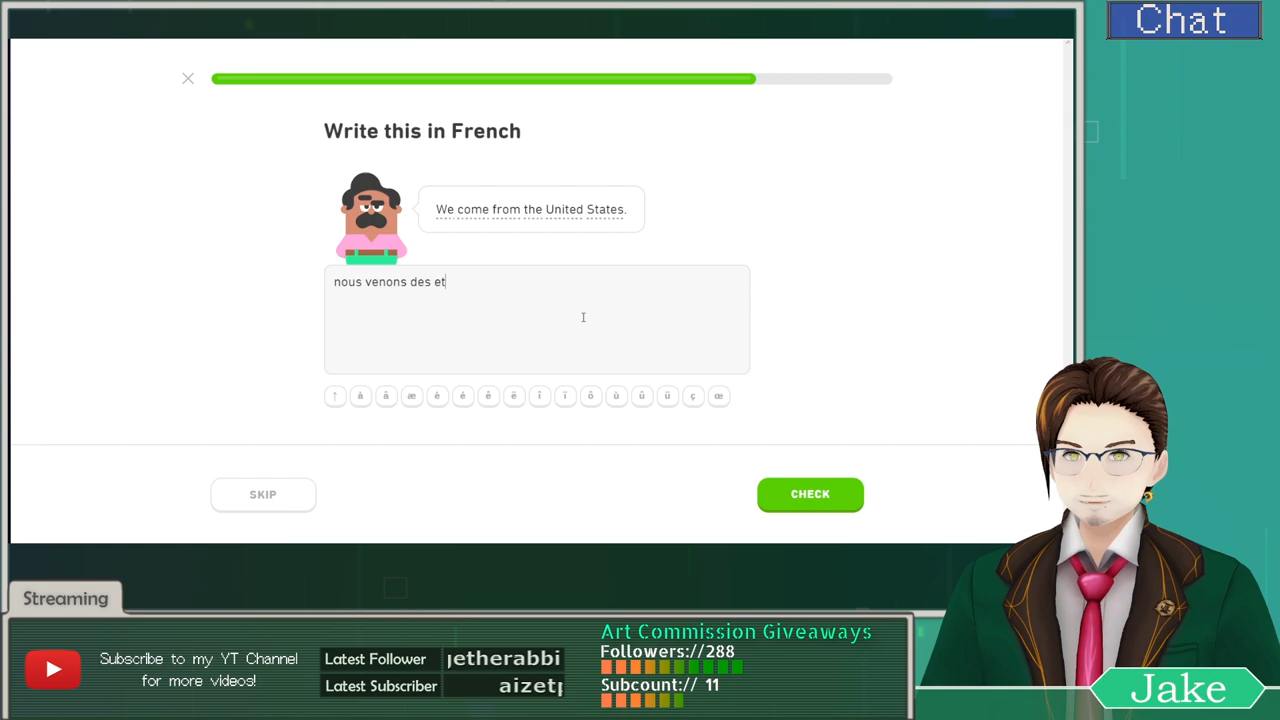 Chat
Write this in French
We come from the United States.
nous venons des et
↑ à â æ è é ê ë î ï ô ù û ü ç œ
SKIP
CHECK
Streaming
Subscribe to my YT Channel
for more videos!
Latest Follower
jetherabbi
Latest Subscriber
aizetp
Art Commission Giveaways
Followers://288
Subcount:// 11
Jake